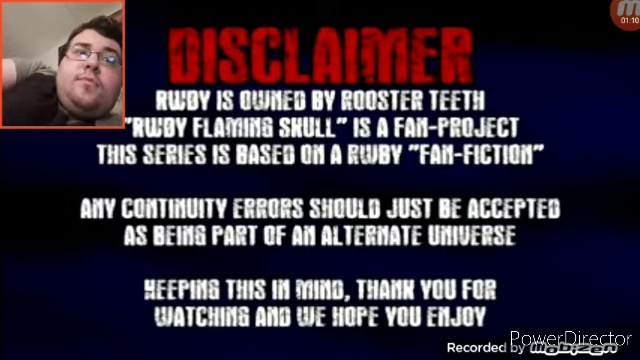 DISCLAIMER
RWBY IS OWNED BY ROOSTER TEETH
"RWBY FLAMING SKULL" IS A FAN-PROJECT
THIS SERIES IS BASED ON A RWBY "FAN-FICTION"
ANY CONTINUITY ERRORS SHOULD JUST BE ACCEPTED
AS BEING PART OF AN ALTERNATE UNIVERSE
KEEPING THIS IN MIND, THANK YOU FOR
WATCHING AND WE HOPE YOU ENJOY
01:10
PowerDirector
Recorded by mobizen